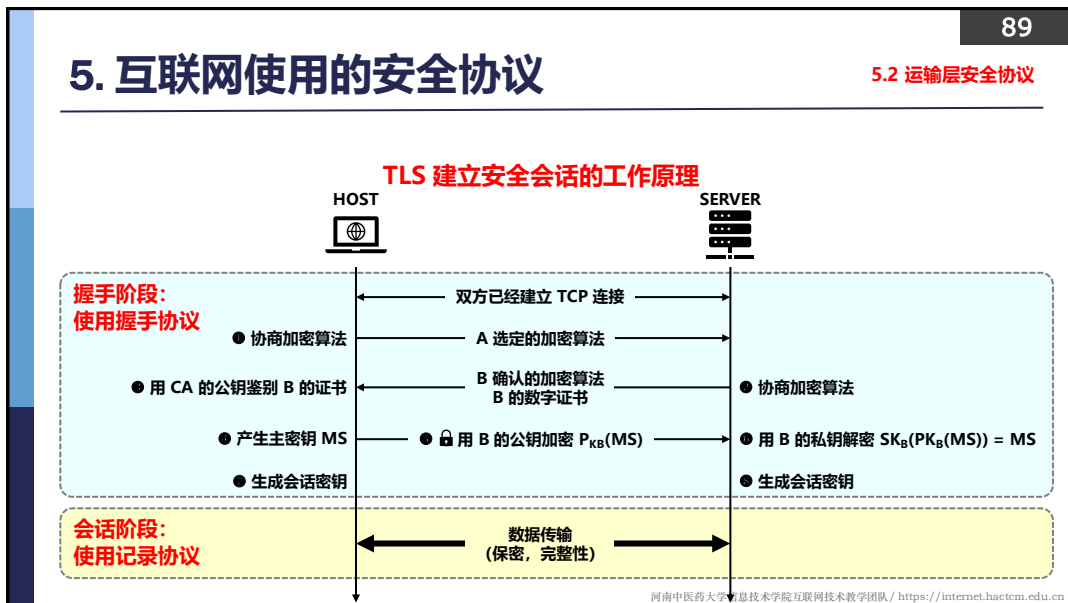 89
5. 互联网使用的安全协议
5.2 运输层安全协议
TLS 建立安全会话的工作原理
HOST
SERVER
握手阶段：
使用握手协议
双方已经建立 TCP 连接
协商加密算法
A 选定的加密算法
用 CA 的公钥鉴别 B 的证书
B 确认的加密算法
B 的数字证书
协商加密算法
产生主密钥 MS
用 B 的公钥加密 PKB(MS)
用 B 的私钥解密 SKB(PKB(MS)) = MS
生成会话密钥
生成会话密钥
会话阶段：
使用记录协议
数据传输
（保密，完整性）
河南中医药大学信息技术学院互联网技术教学团队/ https://internet.hactcm.edu.cn